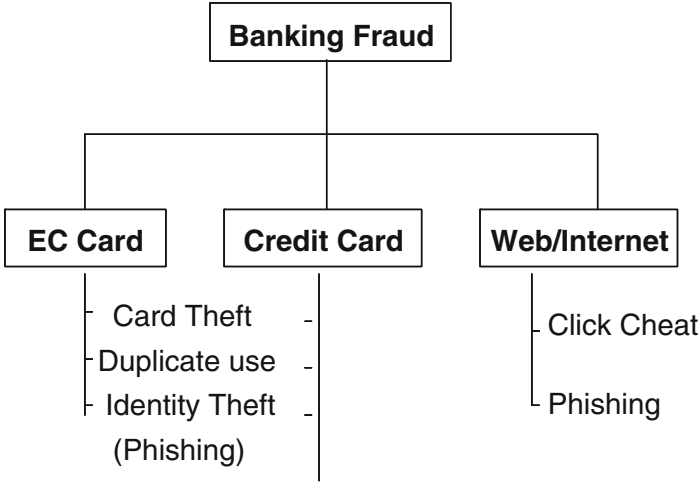 Banking Fraud
EC Card
Credit Card
Web/Internet
Card Theft
Duplicate use
Identity Theft
(Phishing)
Click Cheat
Phishing